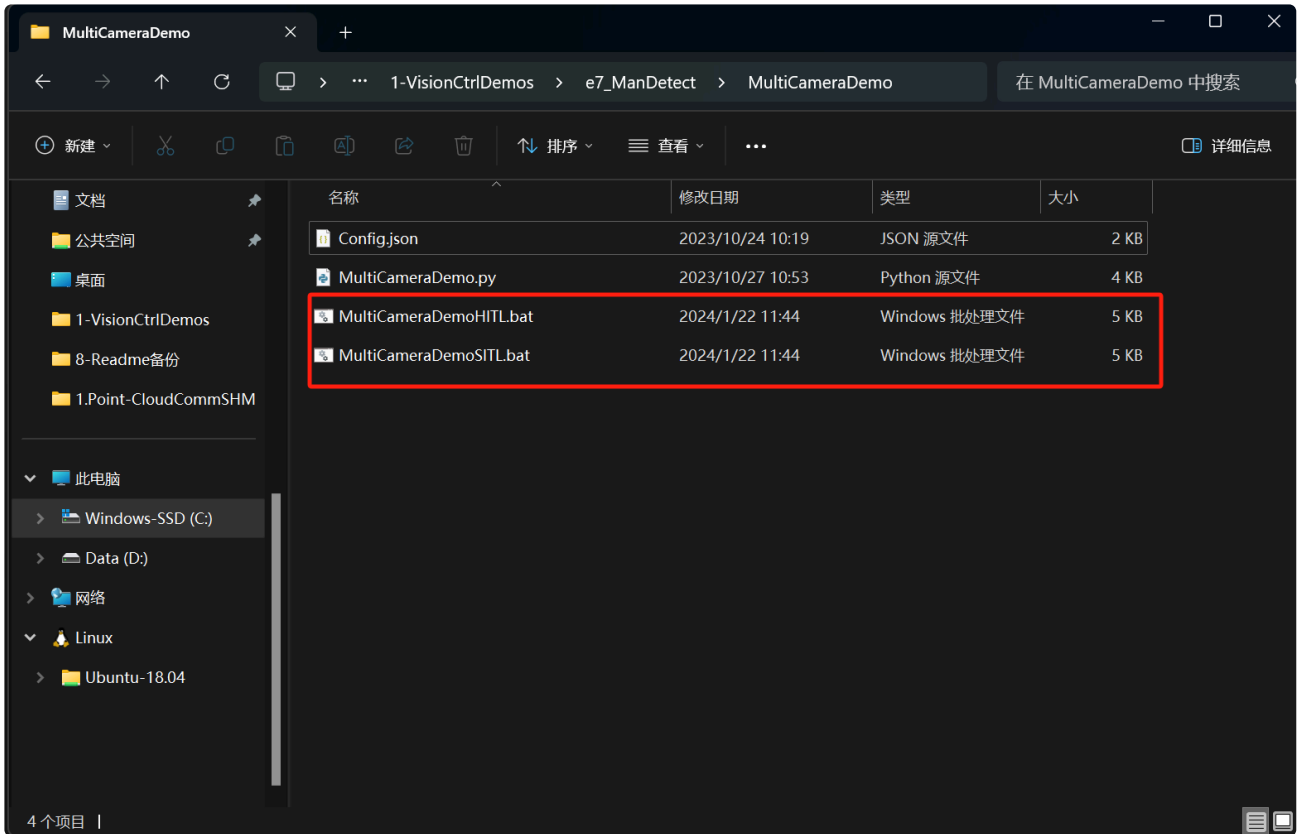 MultiCameraDemo
··· 1-VisionCtrlDemos > e7_ManDetect > MultiCameraDemo 在 MultiCameraDemo 中搜索
新建 排序 查看 ··· 详细信息
名称 修改日期 类型 大小
文档
公共空间
桌面
1-VisionCtrlDemos
8-Readme备份
1.Point-CloudCommSHM
此电脑
Windows-SSD (C:)
Data (D:)
网络
Linux
Ubuntu-18.04
Config.json 2023/10/24 10:19 JSON 源文件 2 KB
MultiCameraDemo.py 2023/10/27 10:53 Python 源文件 4 KB
MultiCameraDemoHITL.bat 2024/1/22 11:44 Windows 批处理文件 5 KB
MultiCameraDemoSITL.bat 2024/1/22 11:44 Windows 批处理文件 5 KB
4 个项目